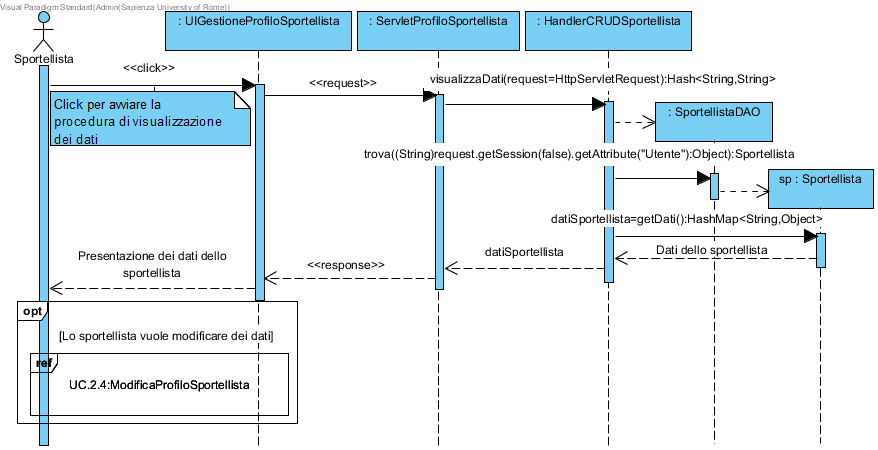 Visual Paradigm Standard(Admin(Sapienza University of Rome))
: UIGestioneProfiloSportellista
: ServletProfiloSportellista
: HandlerCRUDSportellista
Sportellista
<<click>>
<<request>>
visualizzaDati(request=HttpServletRequest):Hash<String,String>
Click per avviare la
procedura di visualizzazione
dei dati
: SportellistaDAO
trova((String)request.getSession(false).getAttribute("Utente"):Object):Sportellista
sp : Sportellista
datiSportellista=getDati():HashMap<String,Object>
Presentazione dei dati dello
sportellista
<<response>>
datiSportellista
Dati dello sportellista
opt
[Lo sportellista vuole modificare dei dati]
ref
UC.2.4:ModificaProfiloSportellista